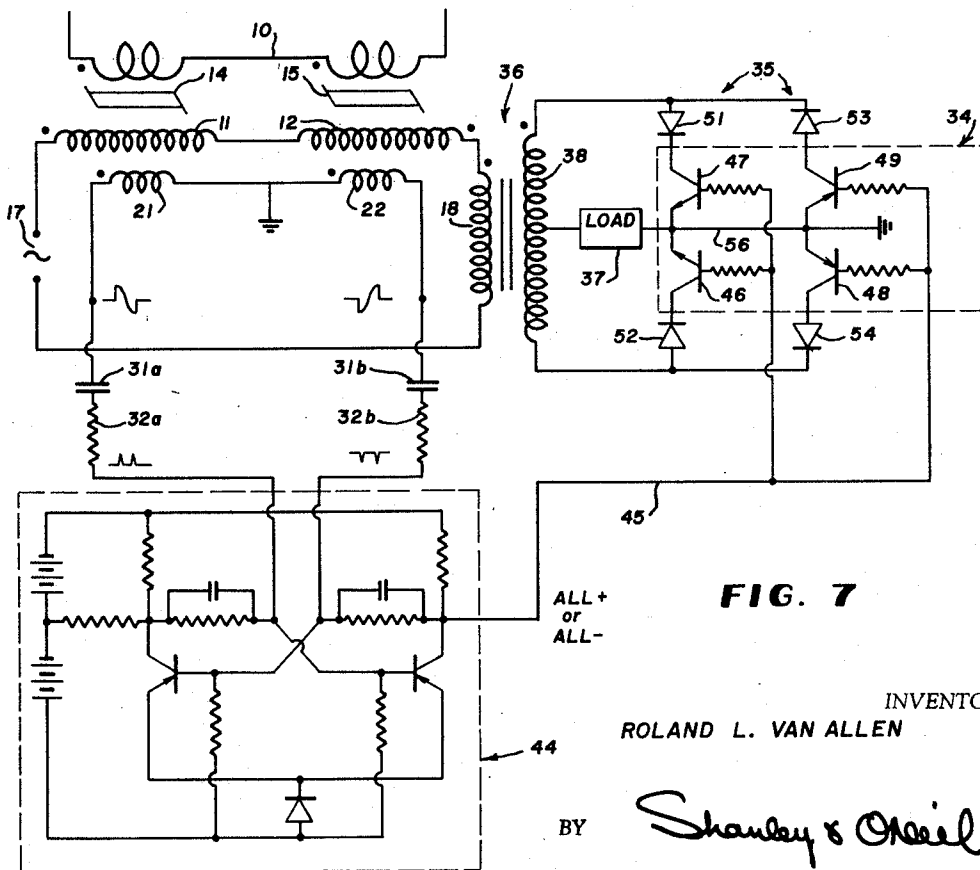 10
14
15
36
35
34
11
12
51
53
47
49
38
21
22
18
LOAD
56
17
37
46
48
52
54
31a
31b
32a
32b
45
ALL+
or
ALL-
FIG. 7
INVENTO
ROLAND L. VAN ALLEN
44
BY Shanley & O'Neil